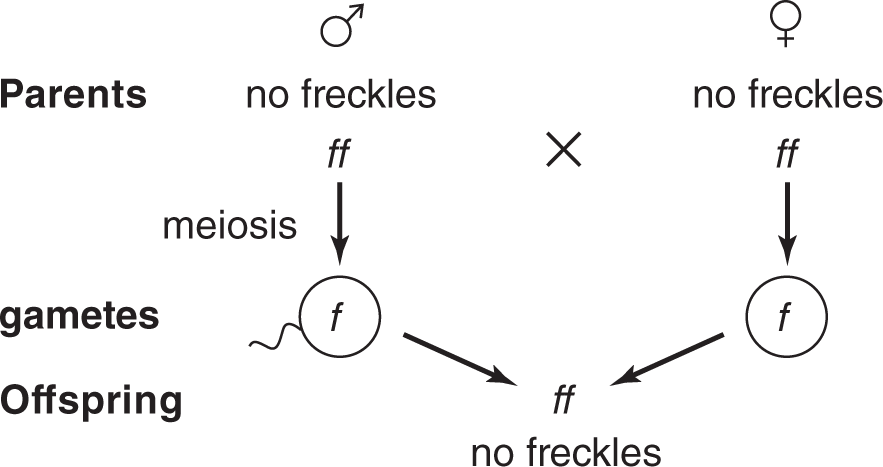 ♂ ♀
Parents no freckles no freckles
ff × ff
meiosis
gametes f f
Offspring ff
no freckles